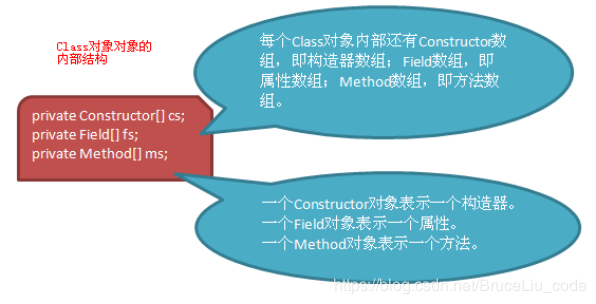 Class对象对象的
内部结构
private Constructor[] cs;
private Field[] fs;
private Method[] ms;
每个Class对象内部还有Constructor数
组，即构造器数组；Field数组，即
属性数组；Method数组，即方法数
组。
一个Constructor对象表示一个构造器。
一个Field对象表示一个属性。
一个Method对象表示一个方法。
https://blog.csdn.net/BruceLiu_code